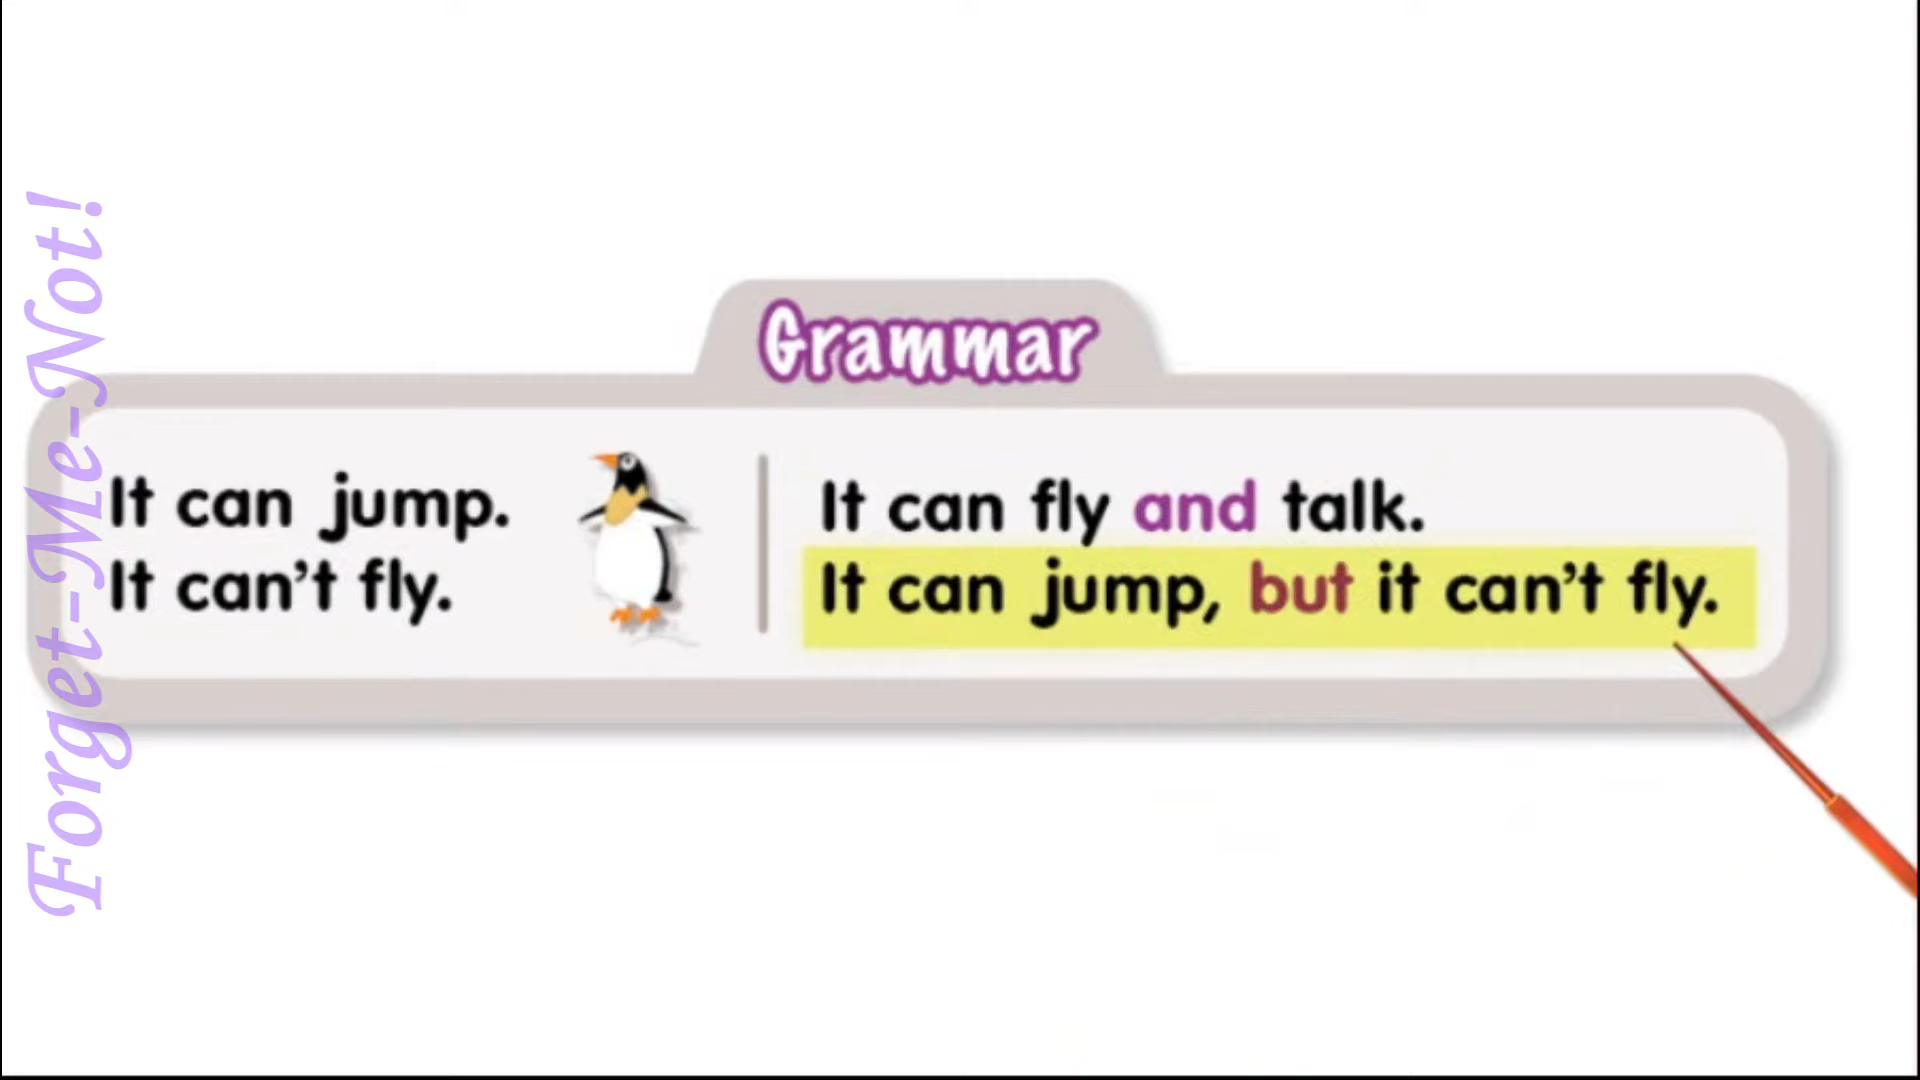 Forget-Me-Not!
Grammar
It can jump.
It can't fly.
It can fly and talk.
It can jump, but it can't fly.